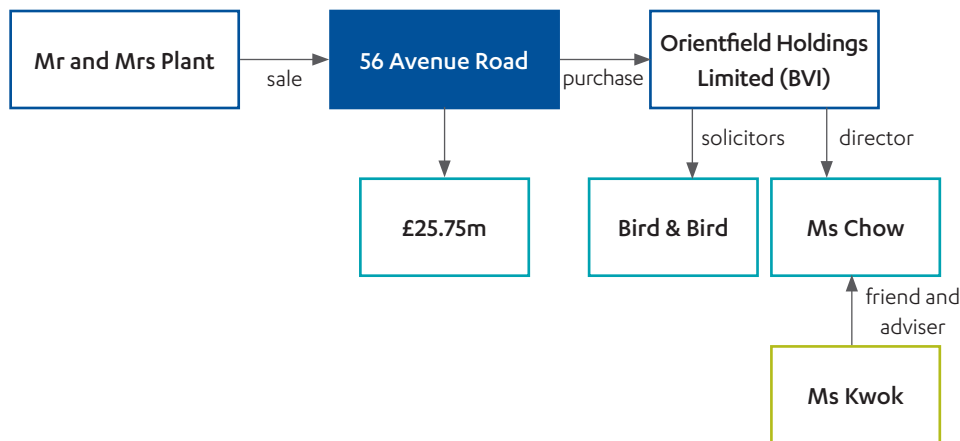 Mr and Mrs Plant
sale
56 Avenue Road
purchase
Orientfield Holdings
Limited (BVI)
solicitors
director
£25.75m
Bird & Bird
Ms Chow
friend and
adviser
Ms Kwok